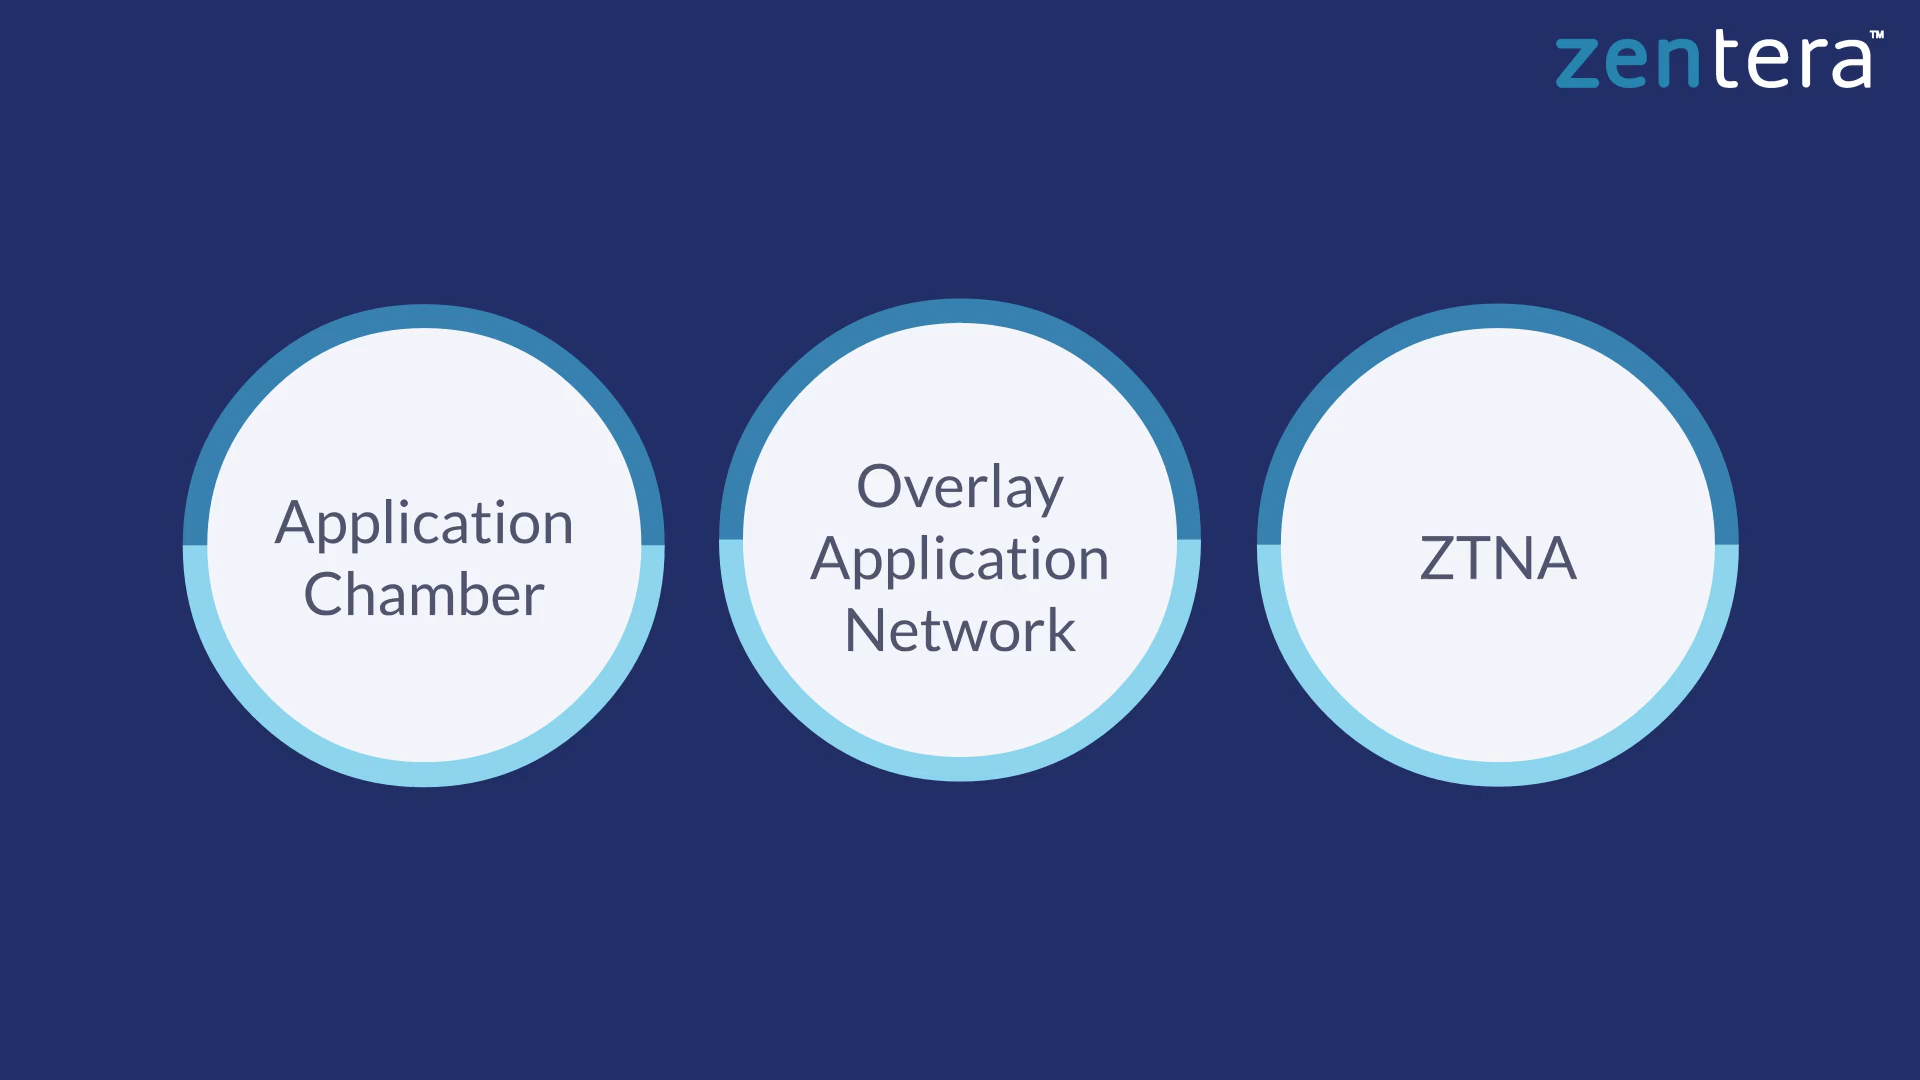 zentera™
Application
Chamber
Overlay
Application
Network
ZTNA